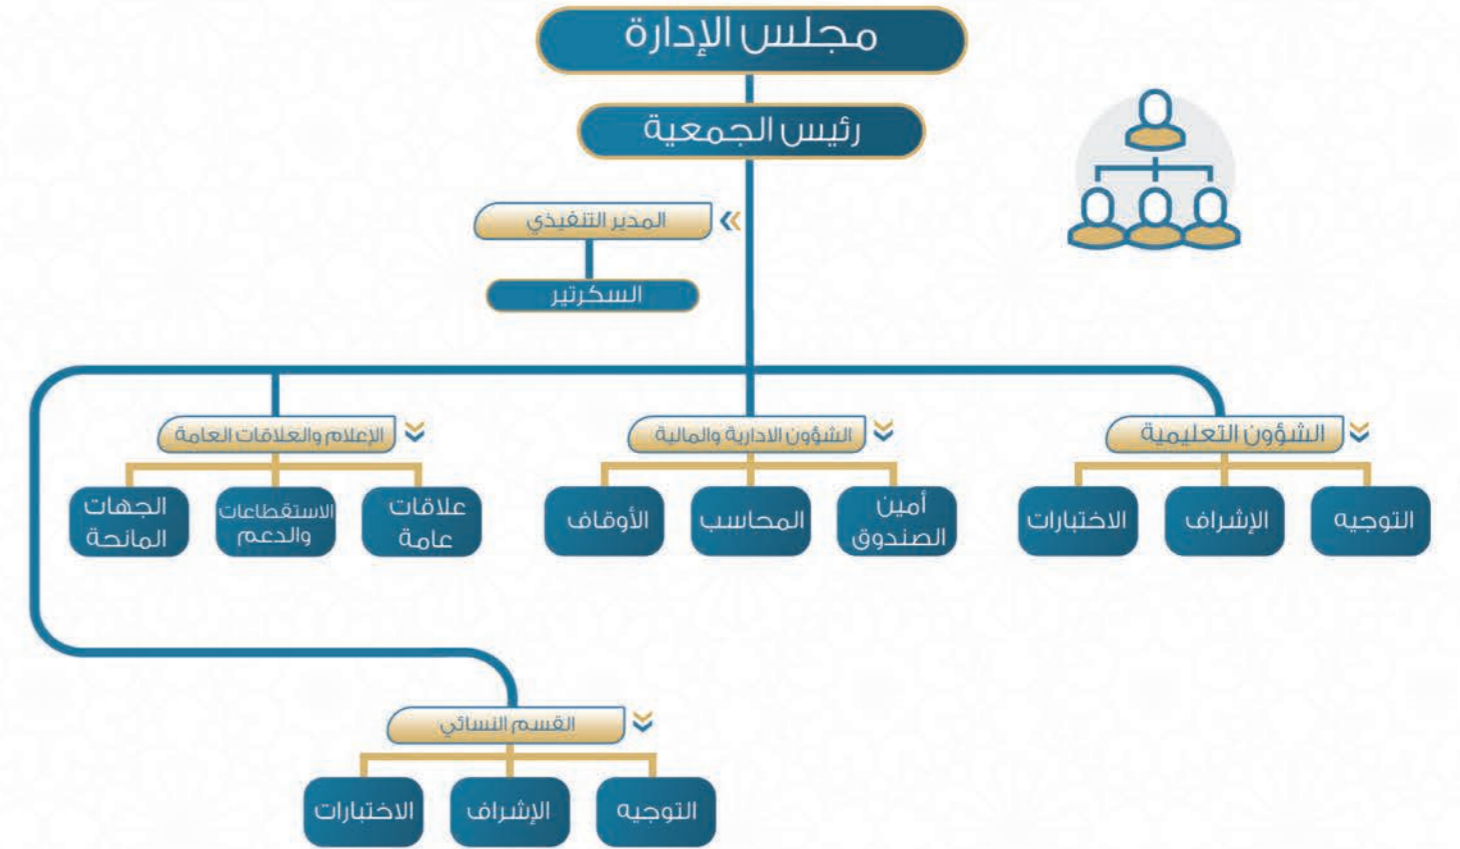 مجلس الإدارة
رئيس الجمعية
المدير التنفيذي
السكرتير
الشؤون التعليمية
التوجيه
الإشراف
الاختبارات
الشؤون الادارية والمالية
أمين
الصندوق
المحاسب
الأوقاف
الإعلام والعلاقات العامة
علاقات
عامة
الاستقطاعات
والدعم
الجهات
المانحة
القسم النسائي
التوجيه
الإشراف
الاختبارات